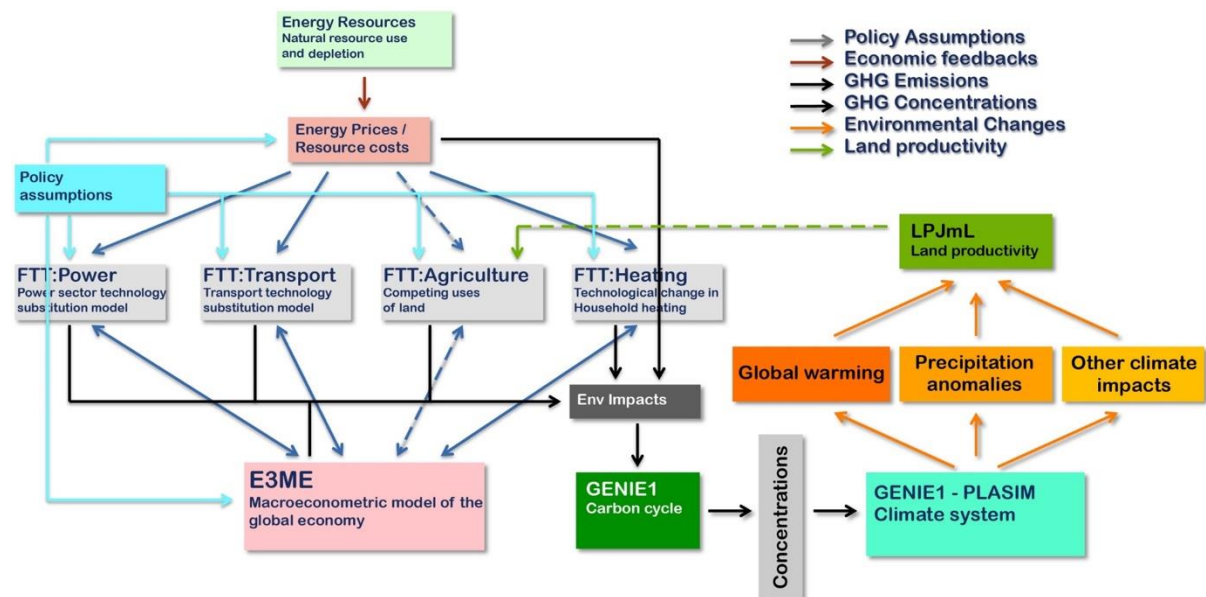 Energy Resources
Natural resource use
and depletion
Policy Assumptions
Economic feedbacks
GHG Emissions
GHG Concentrations
Environmental Changes
Land productivity
Energy Prices /
Resource costs
Policy
assumptions
FTT:Power
Power sector technology
substitution model
FTT:Transport
Transport technology
substitution model
FTT:Agriculture
Competing uses
of land
FTT:Heating
Technological change in
Household heating
LPJmL
Land productivity
Global warming
Precipitation
anomalies
Other climate
impacts
Env Impacts
E3ME
Macroeconometric model of the
global economy
GENIE1
Carbon cycle
Concentrations
GENIE1 - PLASIM
Climate system